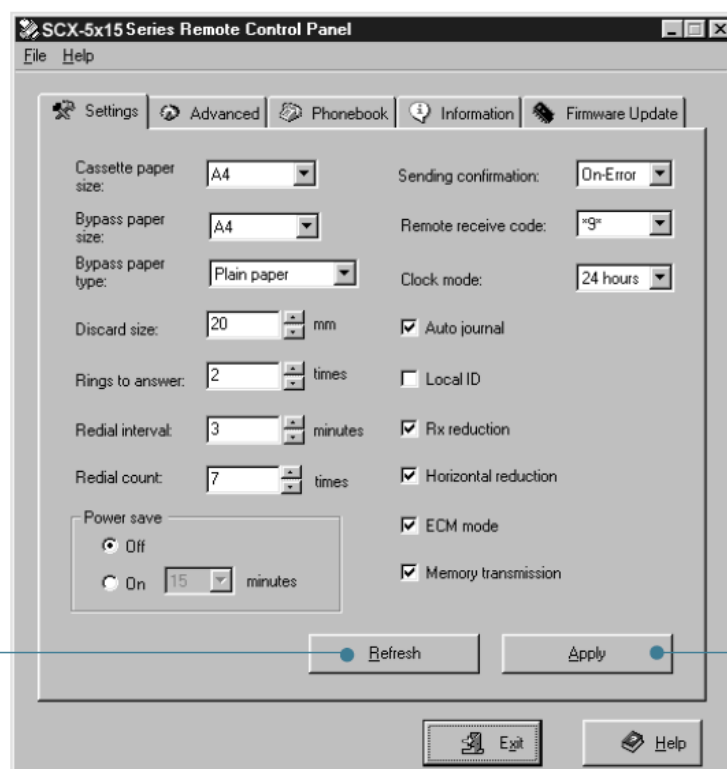 SCX-5x15 Series Remote Control Panel
File Help
Settings Advanced Phonebook Information Firmware Update
Cassette paper size: A4
Bypass paper size: A4
Bypass paper type: Plain paper
Discard size: 20 mm
Rings to answer: 2 times
Redial interval: 3 minutes
Redial count: 7 times
Power save
Off
On 15 minutes
Sending confirmation: On-Error
Remote receive code: *9*
Clock mode: 24 hours
Auto journal
Local ID
Rx reduction
Horizontal reduction
ECM mode
Memory transmission
Refresh Apply
Exit Help